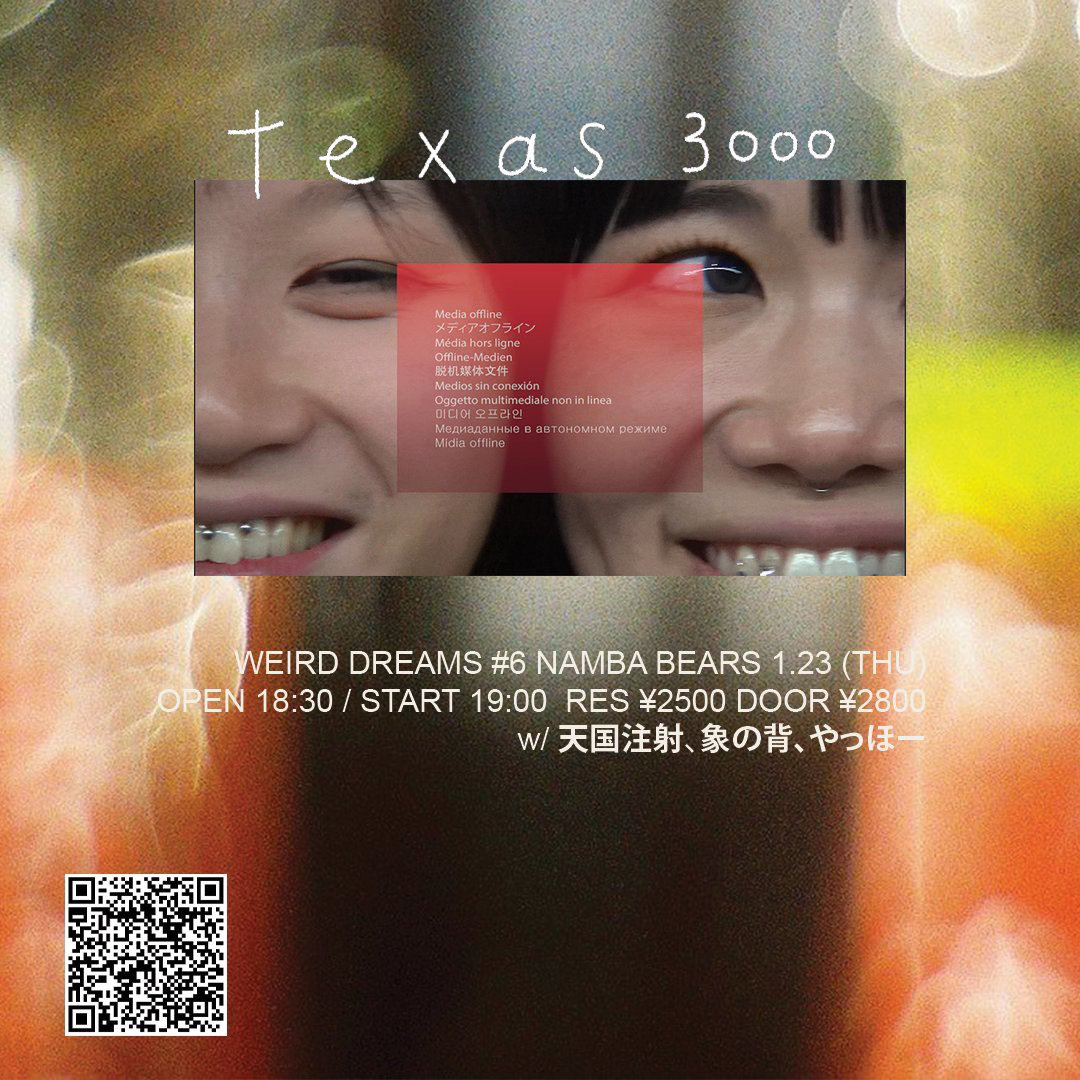 texas 3000
Media offline
メディアオフライン
Média hors ligne
Offline-Medien
脱机媒体文件
Medios sin conexión
Oggetto multimediale non in linea
미디어 오프라인
Медиаданные в автономном режиме
Mídia offline
WEIRD DREAMS #6 NAMBA BEARS 1.23 (THU)
OPEN 18:30 / START 19:00  RES ¥2500 DOOR ¥2800
w/ 天国注射、象の背、やっほー